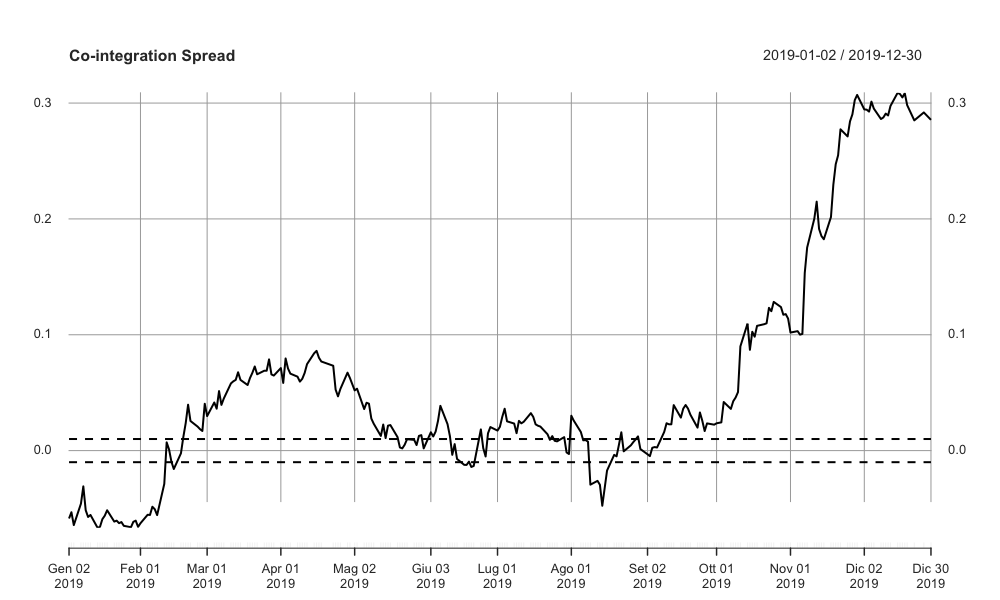 Co-integration Spread 2019-01-02 / 2019-12-30
0.3 0.3
0.2 0.2
0.1 0.1
0.0 0.0
Gen 02 Feb 01 Mar 01 Apr 01 Mag 02 Giu 03 Lug 01 Ago 01 Set 02 Ott 01 Nov 01 Dic 02 Dic 30
2019 2019 2019 2019 2019 2019 2019 2019 2019 2019 2019 2019 2019